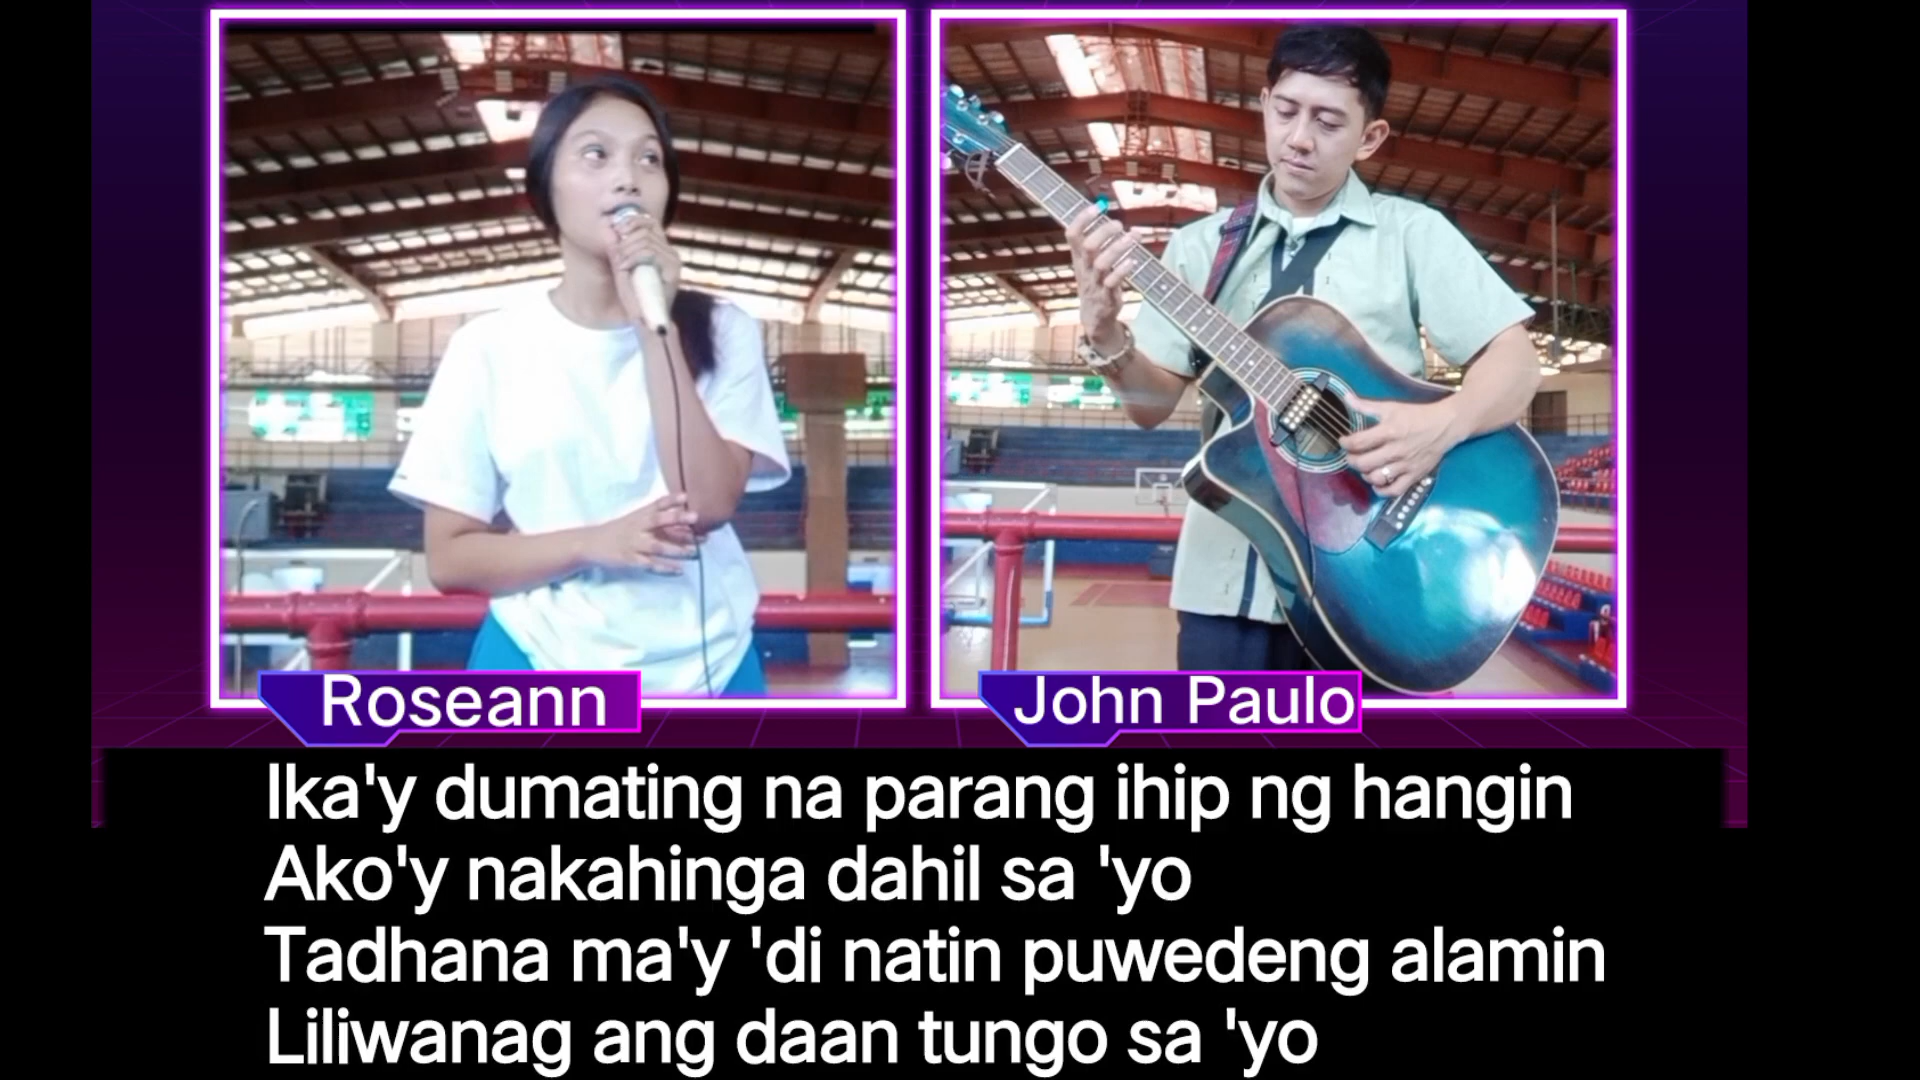 Roseann
John Paulo
Ika'y dumating na parang ihip ng hangin
Ako'y nakahinga dahil sa 'yo
Tadhana ma'y 'di natin puwedeng alamin
Liliwanag ang daan tungo sa 'yo